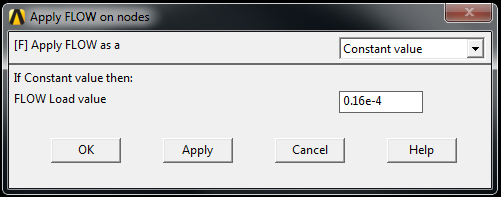 Apply FLOW on nodes
[F] Apply FLOW as a
Constant value
If Constant value then:
FLOW Load value
0.16e-4
OK
Apply
Cancel
Help